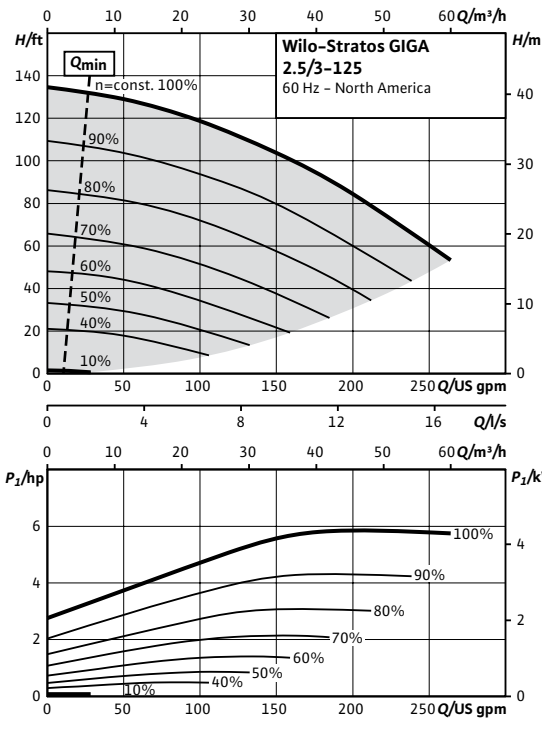 0 10 20 30 40 50 60 Q/m³/h
H/ft
H/m
Wilo-Stratos GIGA
2.5/3-125
60 Hz - North America
Qmin
n=const. 100%
140
120
100
80
60
40
20
0
40
30
20
10
0
90%
80%
70%
60%
50%
40%
10%
0 50 100 150 200 250 Q/US gpm
0 4 8 12 16 Q/l/s
0 10 20 30 40 50 60 Q/m³/h
P₁/hp
P₁/k
6
4
2
0
4
2
0
100%
90%
80%
70%
60%
50%
40%
10%
0 50 100 150 200 250 Q/US gpm